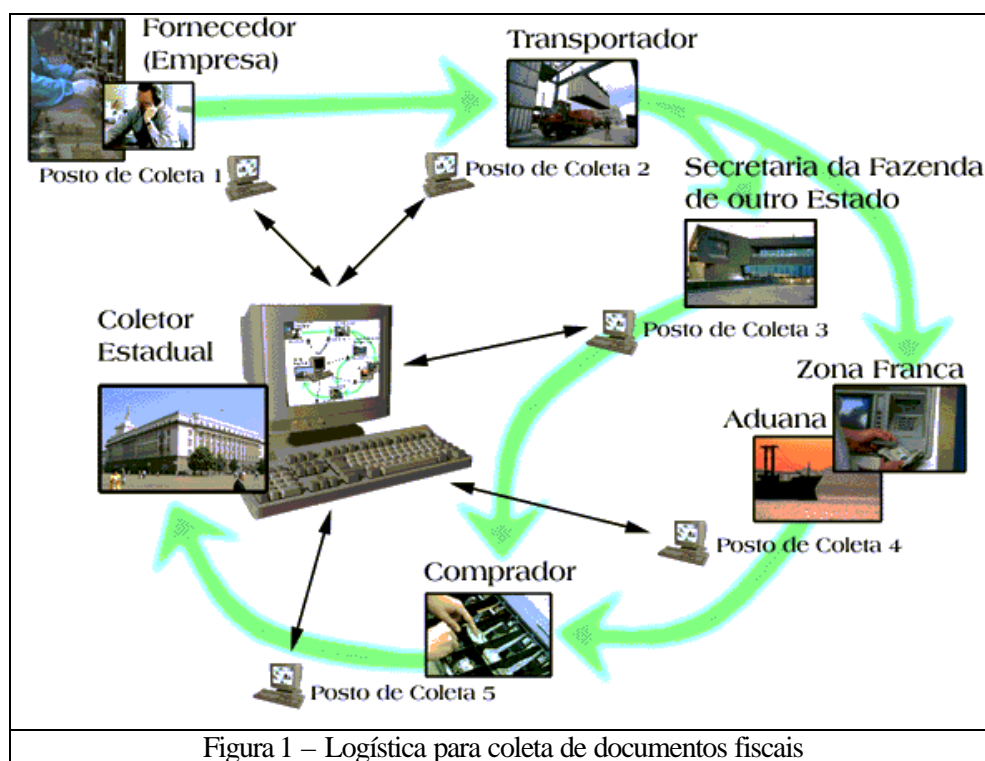 Fornecedor
(Empresa)
Transportador
Posto de Coleta 1
Posto de Coleta 2
Secretaria da Fazenda
de outro Estado
Coletor
Estadual
Posto de Coleta 3
Zona Franca
Aduana
Posto de Coleta 4
Comprador
Posto de Coleta 5
Figura 1 – Logística para coleta de documentos fiscais